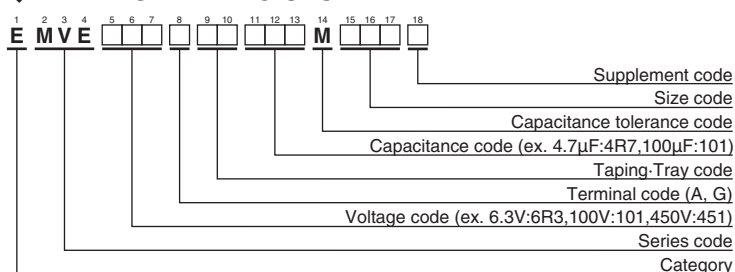 1 2 3 4 5 6 7 8 9 10 11 12 13 14 15 16 17 18
E MVE □□□ □ □□ □□□ M □□□ □
Supplement code
Size code
Capacitance tolerance code
Capacitance code (ex. 4.7μF:4R7,100μF:101)
Taping·Tray code
Terminal code (A, G)
Voltage code (ex. 6.3V:6R3,100V:101,450V:451)
Series code
Category